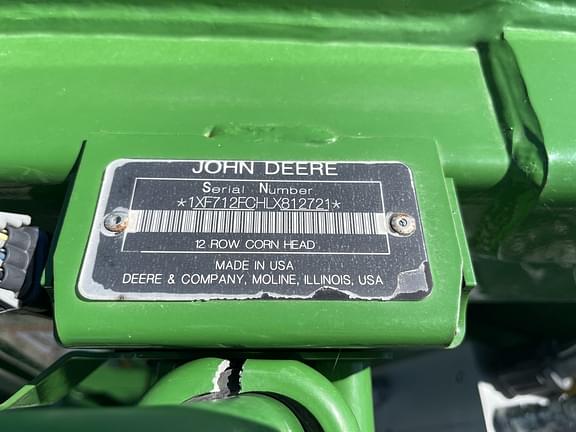 JOHN DEERE
Serial Number
*1XF712FCHLX812721*
12 ROW CORN HEAD
MADE IN USA
DEERE & COMPANY, MOLINE, ILLINOIS, USA